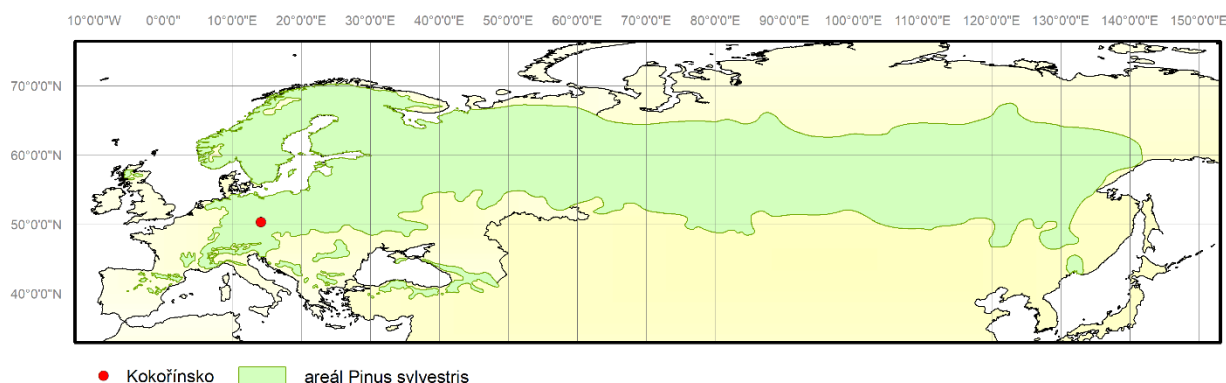 10°0'0"W 0°0'0" 10°0'0"E 20°0'0"E 30°0'0"E 40°0'0"E 50°0'0"E 60°0'0"E 70°0'0"E 80°0'0"E 90°0'0"E 100°0'0"E 110°0'0"E 120°0'0"E 130°0'0"E 140°0'0"E 150°0'0"E
70°0'0"N
60°0'0"N
50°0'0"N
40°0'0"N
Kokořínsko areál Pinus sylvestris